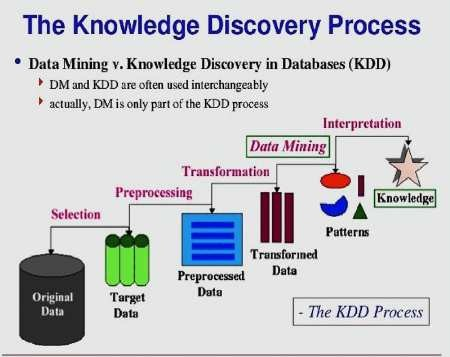 The Knowledge Discovery Process
• Data Mining v. Knowledge Discovery in Databases (KDD)
DM and KDD are often used interchangeably
actually, DM is only part of the KDD process
Interpretation
Data Mining
Transformation
Preprocessing
Selection
Knowledge
Patterns
Transformed
Data
Preprocessed
Data
Target
Data
Original
Data
- The KDD Process